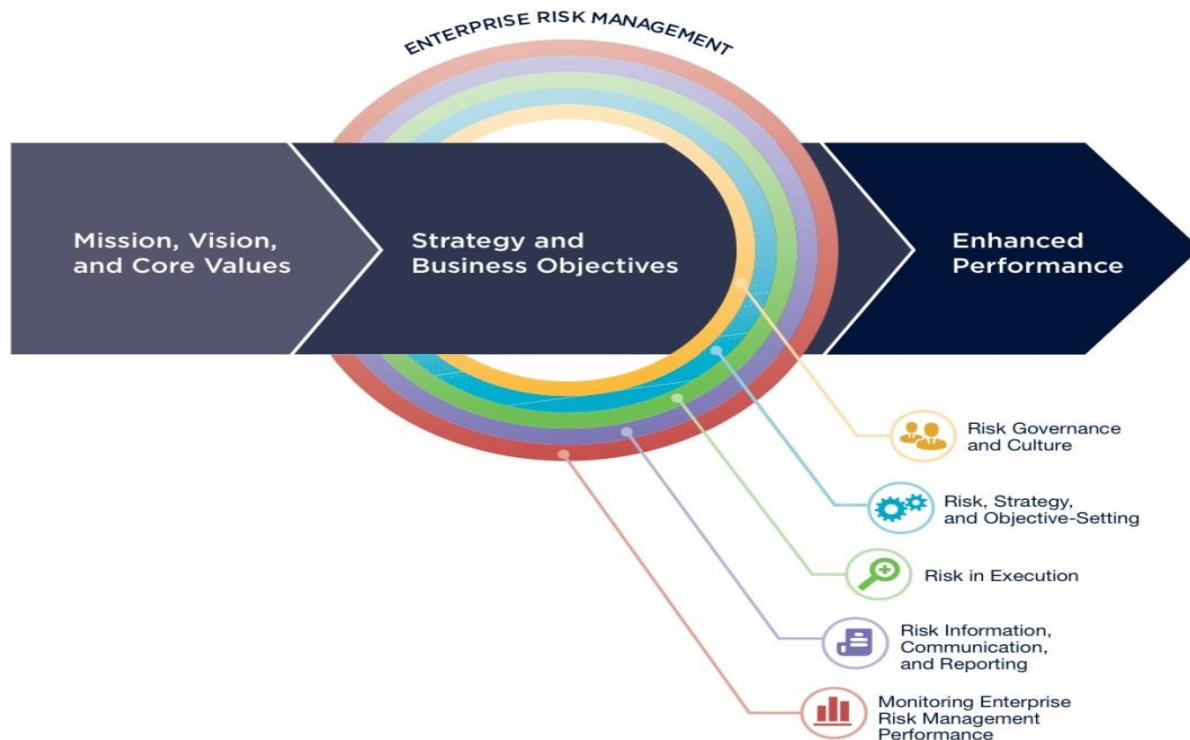 ENTERPRISE RISK MANAGEMENT
Mission, Vision,
and Core Values
Strategy and
Business Objectives
Enhanced
Performance
Risk Governance
and Culture
Risk, Strategy,
and Objective-Setting
Risk in Execution
Risk Information,
Communication,
and Reporting
Monitoring Enterprise
Risk Management
Performance